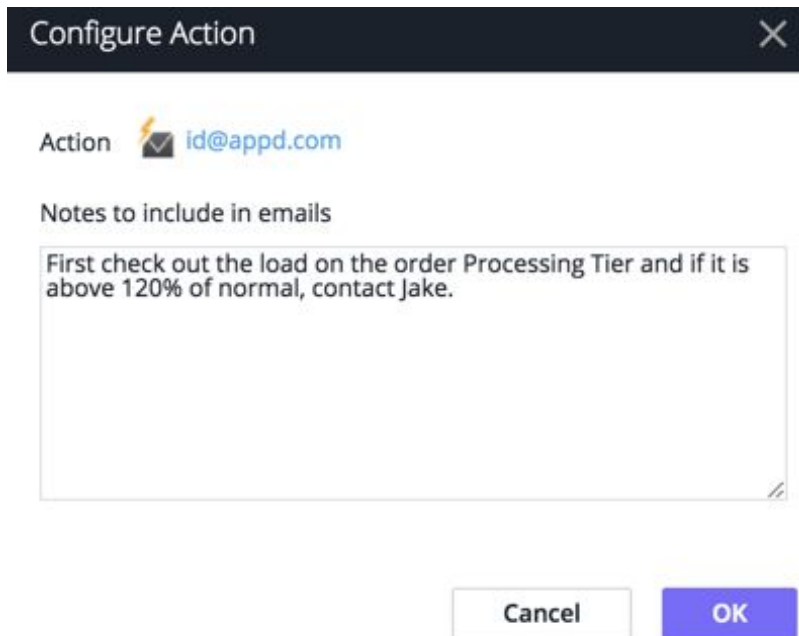 Configure Action
Action id@appd.com
Notes to include in emails
First check out the load on the order Processing Tier and if it is
above 120% of normal, contact Jake.
Cancel OK